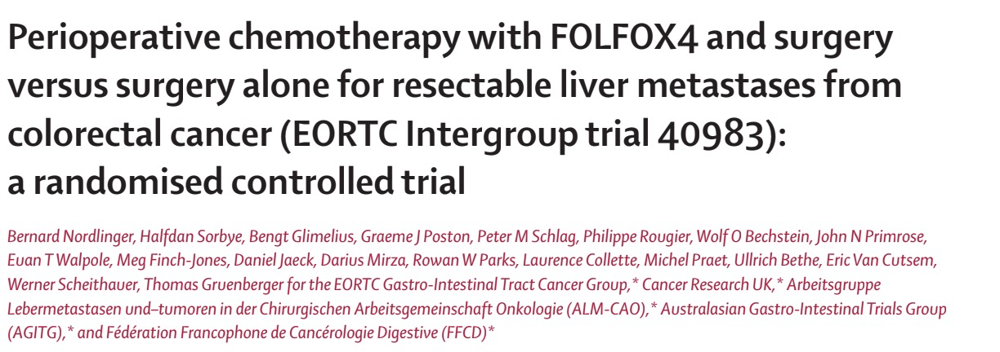 Perioperative chemotherapy with FOLFOX4 and surgery
versus surgery alone for resectable liver metastases from
colorectal cancer (EORTC Intergroup trial 40983):
a randomised controlled trial
Bernard Nordlinger, Halfdan Sorbye, Bengt Glimelius, Graeme J Poston, Peter M Schlag, Philippe Rougier, Wolf O Bechstein, John N Primrose,
Euan T Walpole, Meg Finch-Jones, Daniel Jaeck, Darius Mirza, Rowan W Parks, Laurence Collette, Michel Praet, Ullrich Bethe, Eric Van Cutsem,
Werner Scheithauer, Thomas Gruenberger for the EORTC Gastro-Intestinal Tract Cancer Group,* Cancer Research UK,* Arbeitsgruppe
Lebermetastasen und–tumoren in der Chirurgischen Arbeitsgemeinschaft Onkologie (ALM-CAO),* Australasian Gastro-Intestinal Trials Group
(AGITG),* and Fédération Francophone de Cancérologie Digestive (FFCD)*